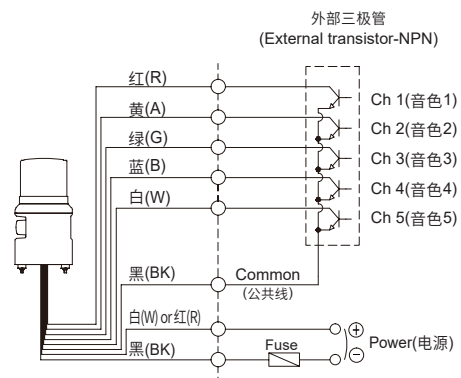 外部三极管
(External transistor-NPN)
红(R)
Ch 1(音色1)
黄(A)
Ch 2(音色2)
绿(G)
Ch 3(音色3)
蓝(B)
Ch 4(音色4)
白(W)
Ch 5(音色5)
黑(BK)
Common
(公共线)
白(W) or 红(R)
+
Power(电源)
黑(BK)
Fuse
−